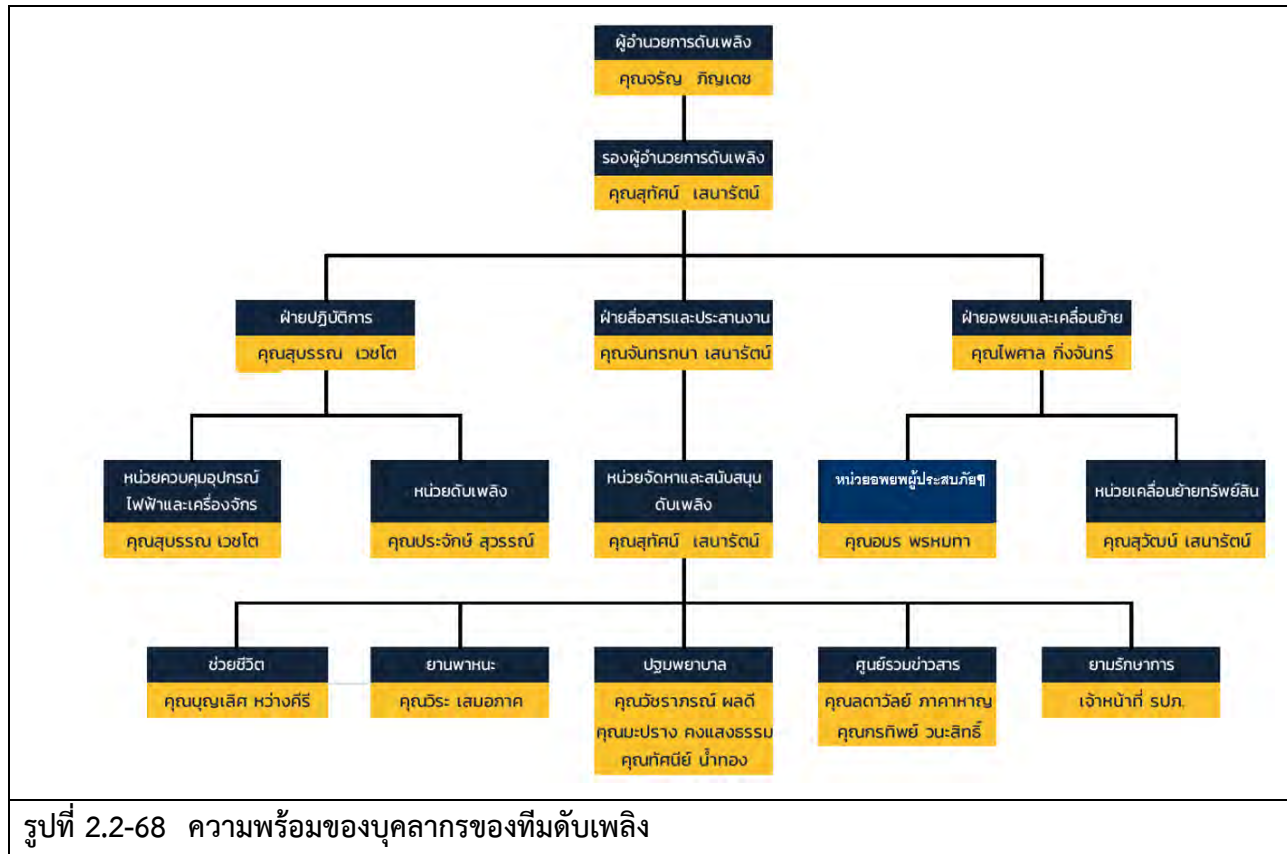 ผู้อำนวยการดับเพลิง
คุณจรัญ ภิญเดช
รองผู้อำนวยการดับเพลิง
คุณสุทัศน์ เสนารัตน์
ฝ่ายปฏิบัติการ
คุณสุบรรณ เวชโต
ฝ่ายสื่อสารและประสานงาน
คุณจันทรทนา เสนารัตน์
ฝ่ายอพยบและเคลื่อนย้าย
คุณไพศาล กิ่งจันทร์
หน่วยควบคุมอุปกรณ์
ไฟฟ้าและเครื่องจักร
คุณสุบรรณ เวชโต
หน่วยดับเพลิง
คุณประจักษ์ สุวรรณ์
หน่วยจัดหาและสนับสนุน
ดับเพลิง
คุณสุทัศน์ เสนารัตน์
หน่วยอพยพผู้ประสบภัย¶
คุณอมร พรหมทา
หน่วยเคลื่อนย้ายทรัพย์สิน
คุณสุวัฒน์ เสนารัตน์
ช่วยชีวิต
คุณบุญเลิศ หว่างคีรี
ยานพาหนะ
คุณวิระ เสมอภาค
ปฐมพยาบาล
คุณวัชราภรณ์ ผลดี
คุณมะปราง คงแสงธรรม
คุณทัศนีย์ น้ำทอง
ศูนย์รวมข่าวสาร
คุณลดาวัลย์ ภาคาหาญ
คุณกรทิพย์ วนะสิทธิ์
ยามรักษาการ
เจ้าหน้าที่ รปภ.
รูปที่ 2.2-68 ความพร้อมของบุคลากรของทีมดับเพลิง